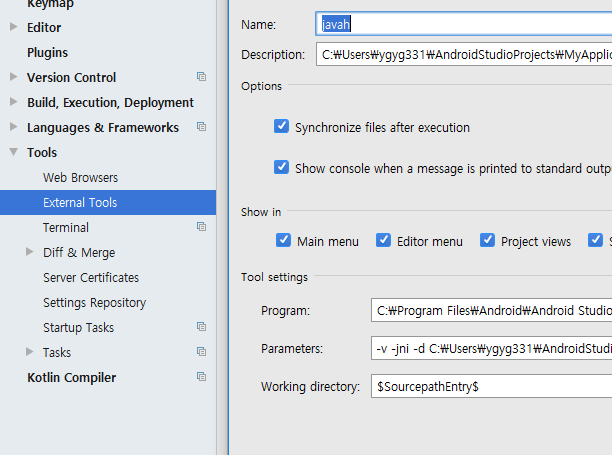 Keymap
Editor
Plugins
Version Control
Build, Execution, Deployment
Languages & Frameworks
Tools
Web Browsers
External Tools
Terminal
Diff & Merge
Server Certificates
Settings Repository
Startup Tasks
Tasks
Kotlin Compiler
Name: javah
Description: C:₩Users₩ygyg331₩AndroidStudioProjects₩MyApplic
Options
Synchronize files after execution
Show console when a message is printed to standard outp
Show in
Main menu Editor menu Project views S
Tool settings
Program: C:₩Program Files₩Android₩Android Studio
Parameters: -v -jni -d C:₩Users₩ygyg331₩AndroidStudi
Working directory: $SourcepathEntry$